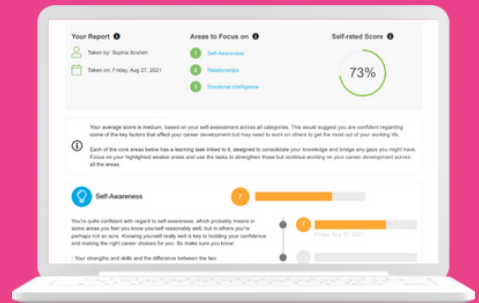 Your Report
Areas to Focus on
Self-rated Score
Taken by: Sophie Ibrahim
Taken on: Friday, Aug 27, 2021
1 Self-Awareness
2 Relationships
3 Emotional Intelligence
73%
Your average score is medium, based on your self-assessment across all categories. This would suggest you are confident regarding
some of the key factors that affect your career development but may need to work on others to get the most out of your working life.
Each of the core areas below has a learning task linked to it, designed to consolidate your knowledge and bridge any gaps you might have.
Focus on your highlighted weaker areas and use the tasks to strengthen those but continue working on your career development across
all the areas.
Self-Awareness
7
You're quite confident with regard to self-awareness, which probably means in
some areas you feel you know yourself reasonably well, but in others you're
perhaps not so sure. Knowing yourself really well is key to building your confidence
and making the right career choices for you. So make sure you know:
7
Friday, Aug 27, 2021
- Your strengths and skills and the difference between the two